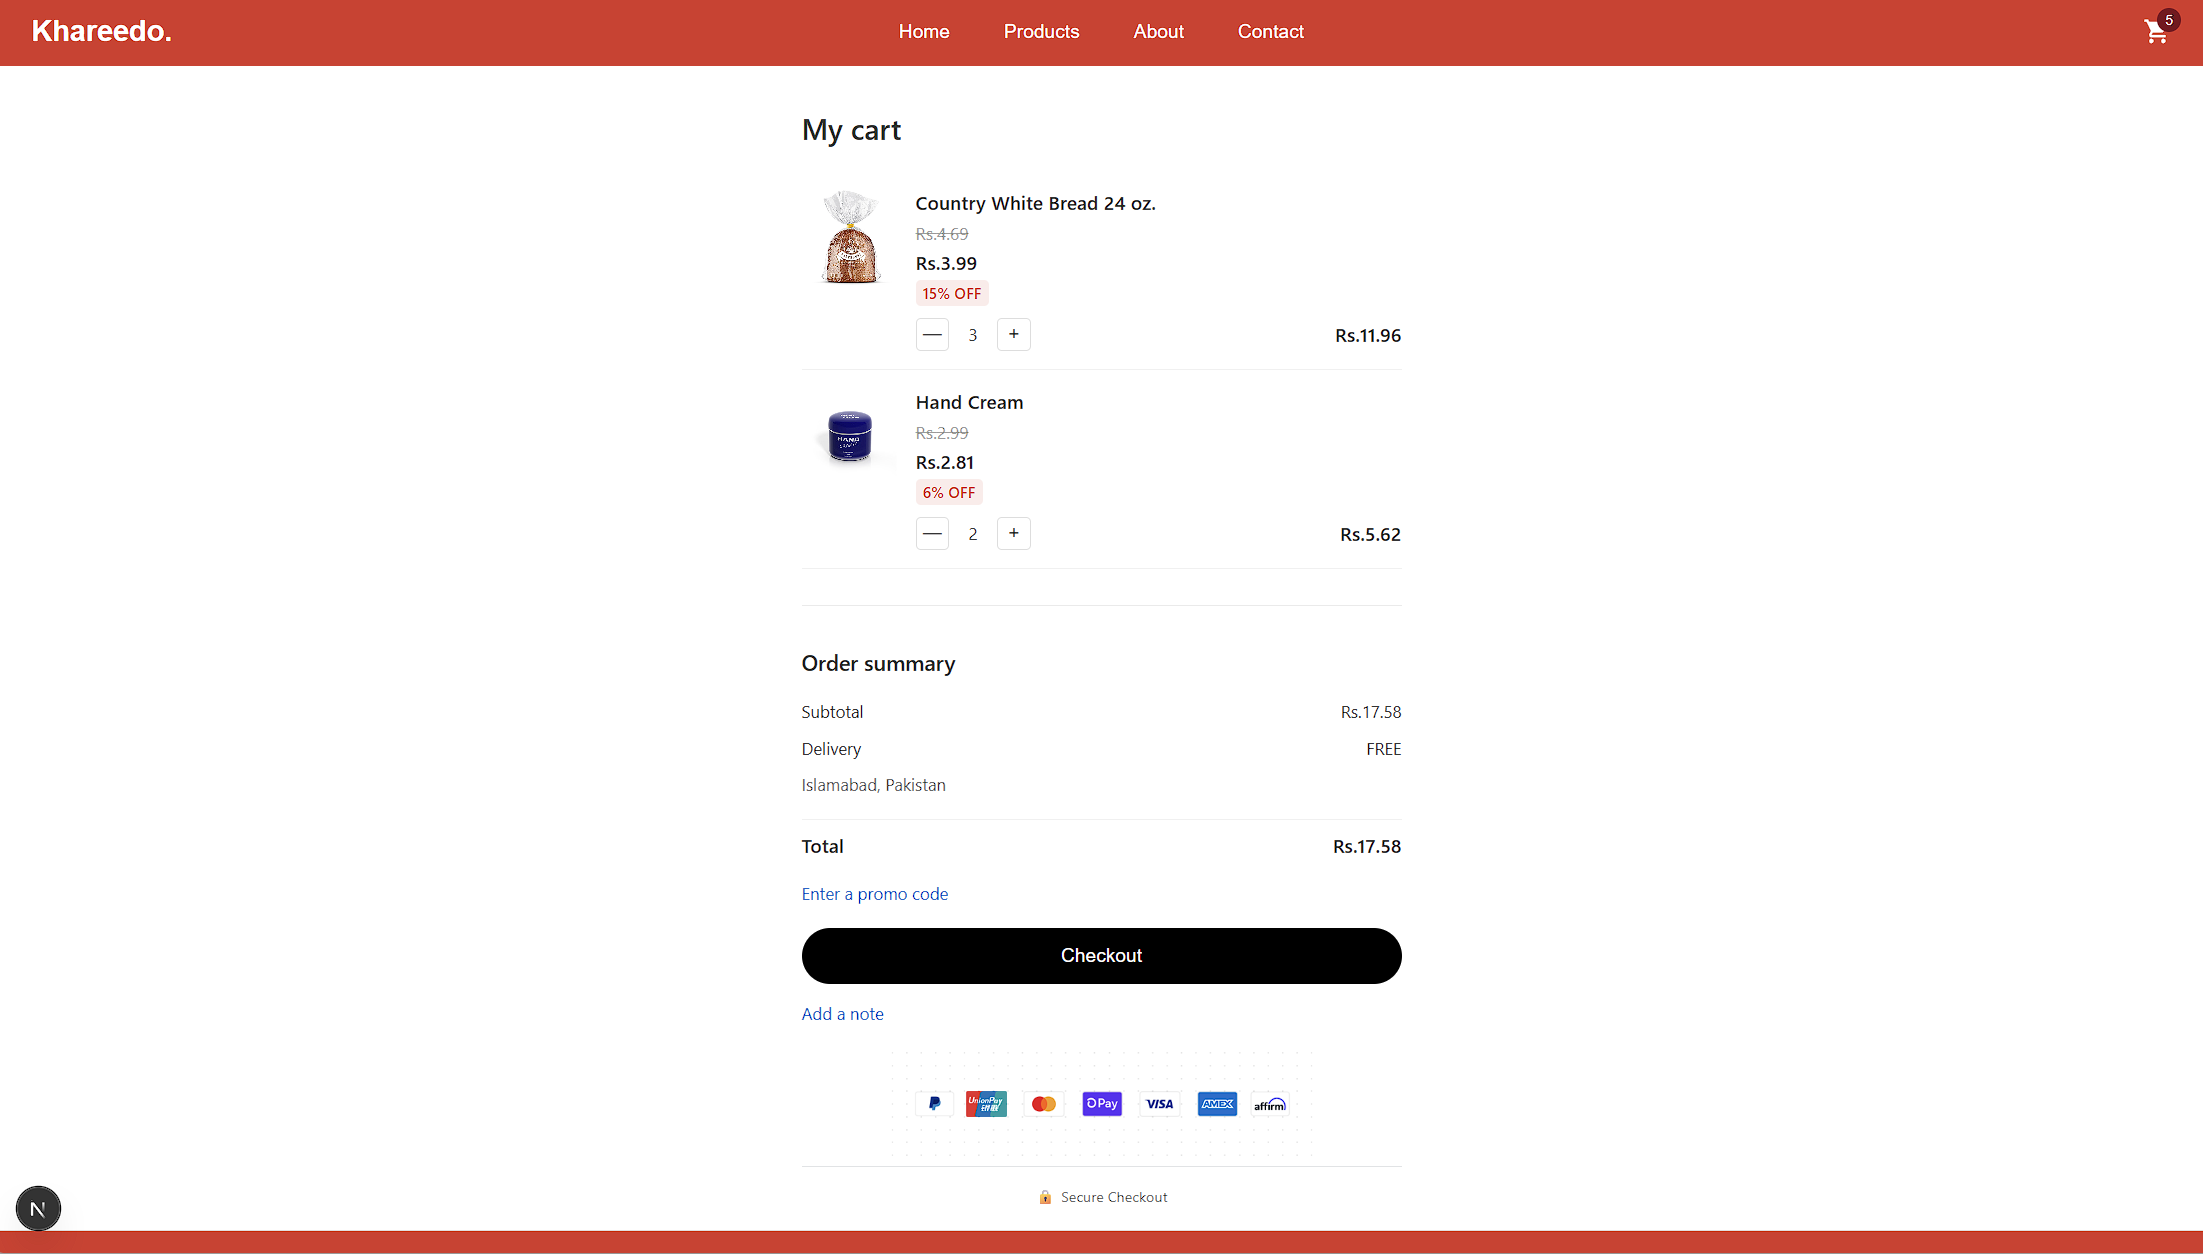 Khareedo.
Home Products About Contact
5
My cart
Country White Bread 24 oz.
Rs.4.69
Rs.3.99
15% OFF
— 3 + Rs.11.96
Hand Cream
Rs.2.99
Rs.2.81
6% OFF
— 2 + Rs.5.62
HAND
Order summary
Subtotal Rs.17.58
Delivery FREE
Islamabad, Pakistan
Total Rs.17.58
Enter a promo code
Checkout
Add a note
UnionPay
银联
Pay VISA AMEX affirm
Secure Checkout
N